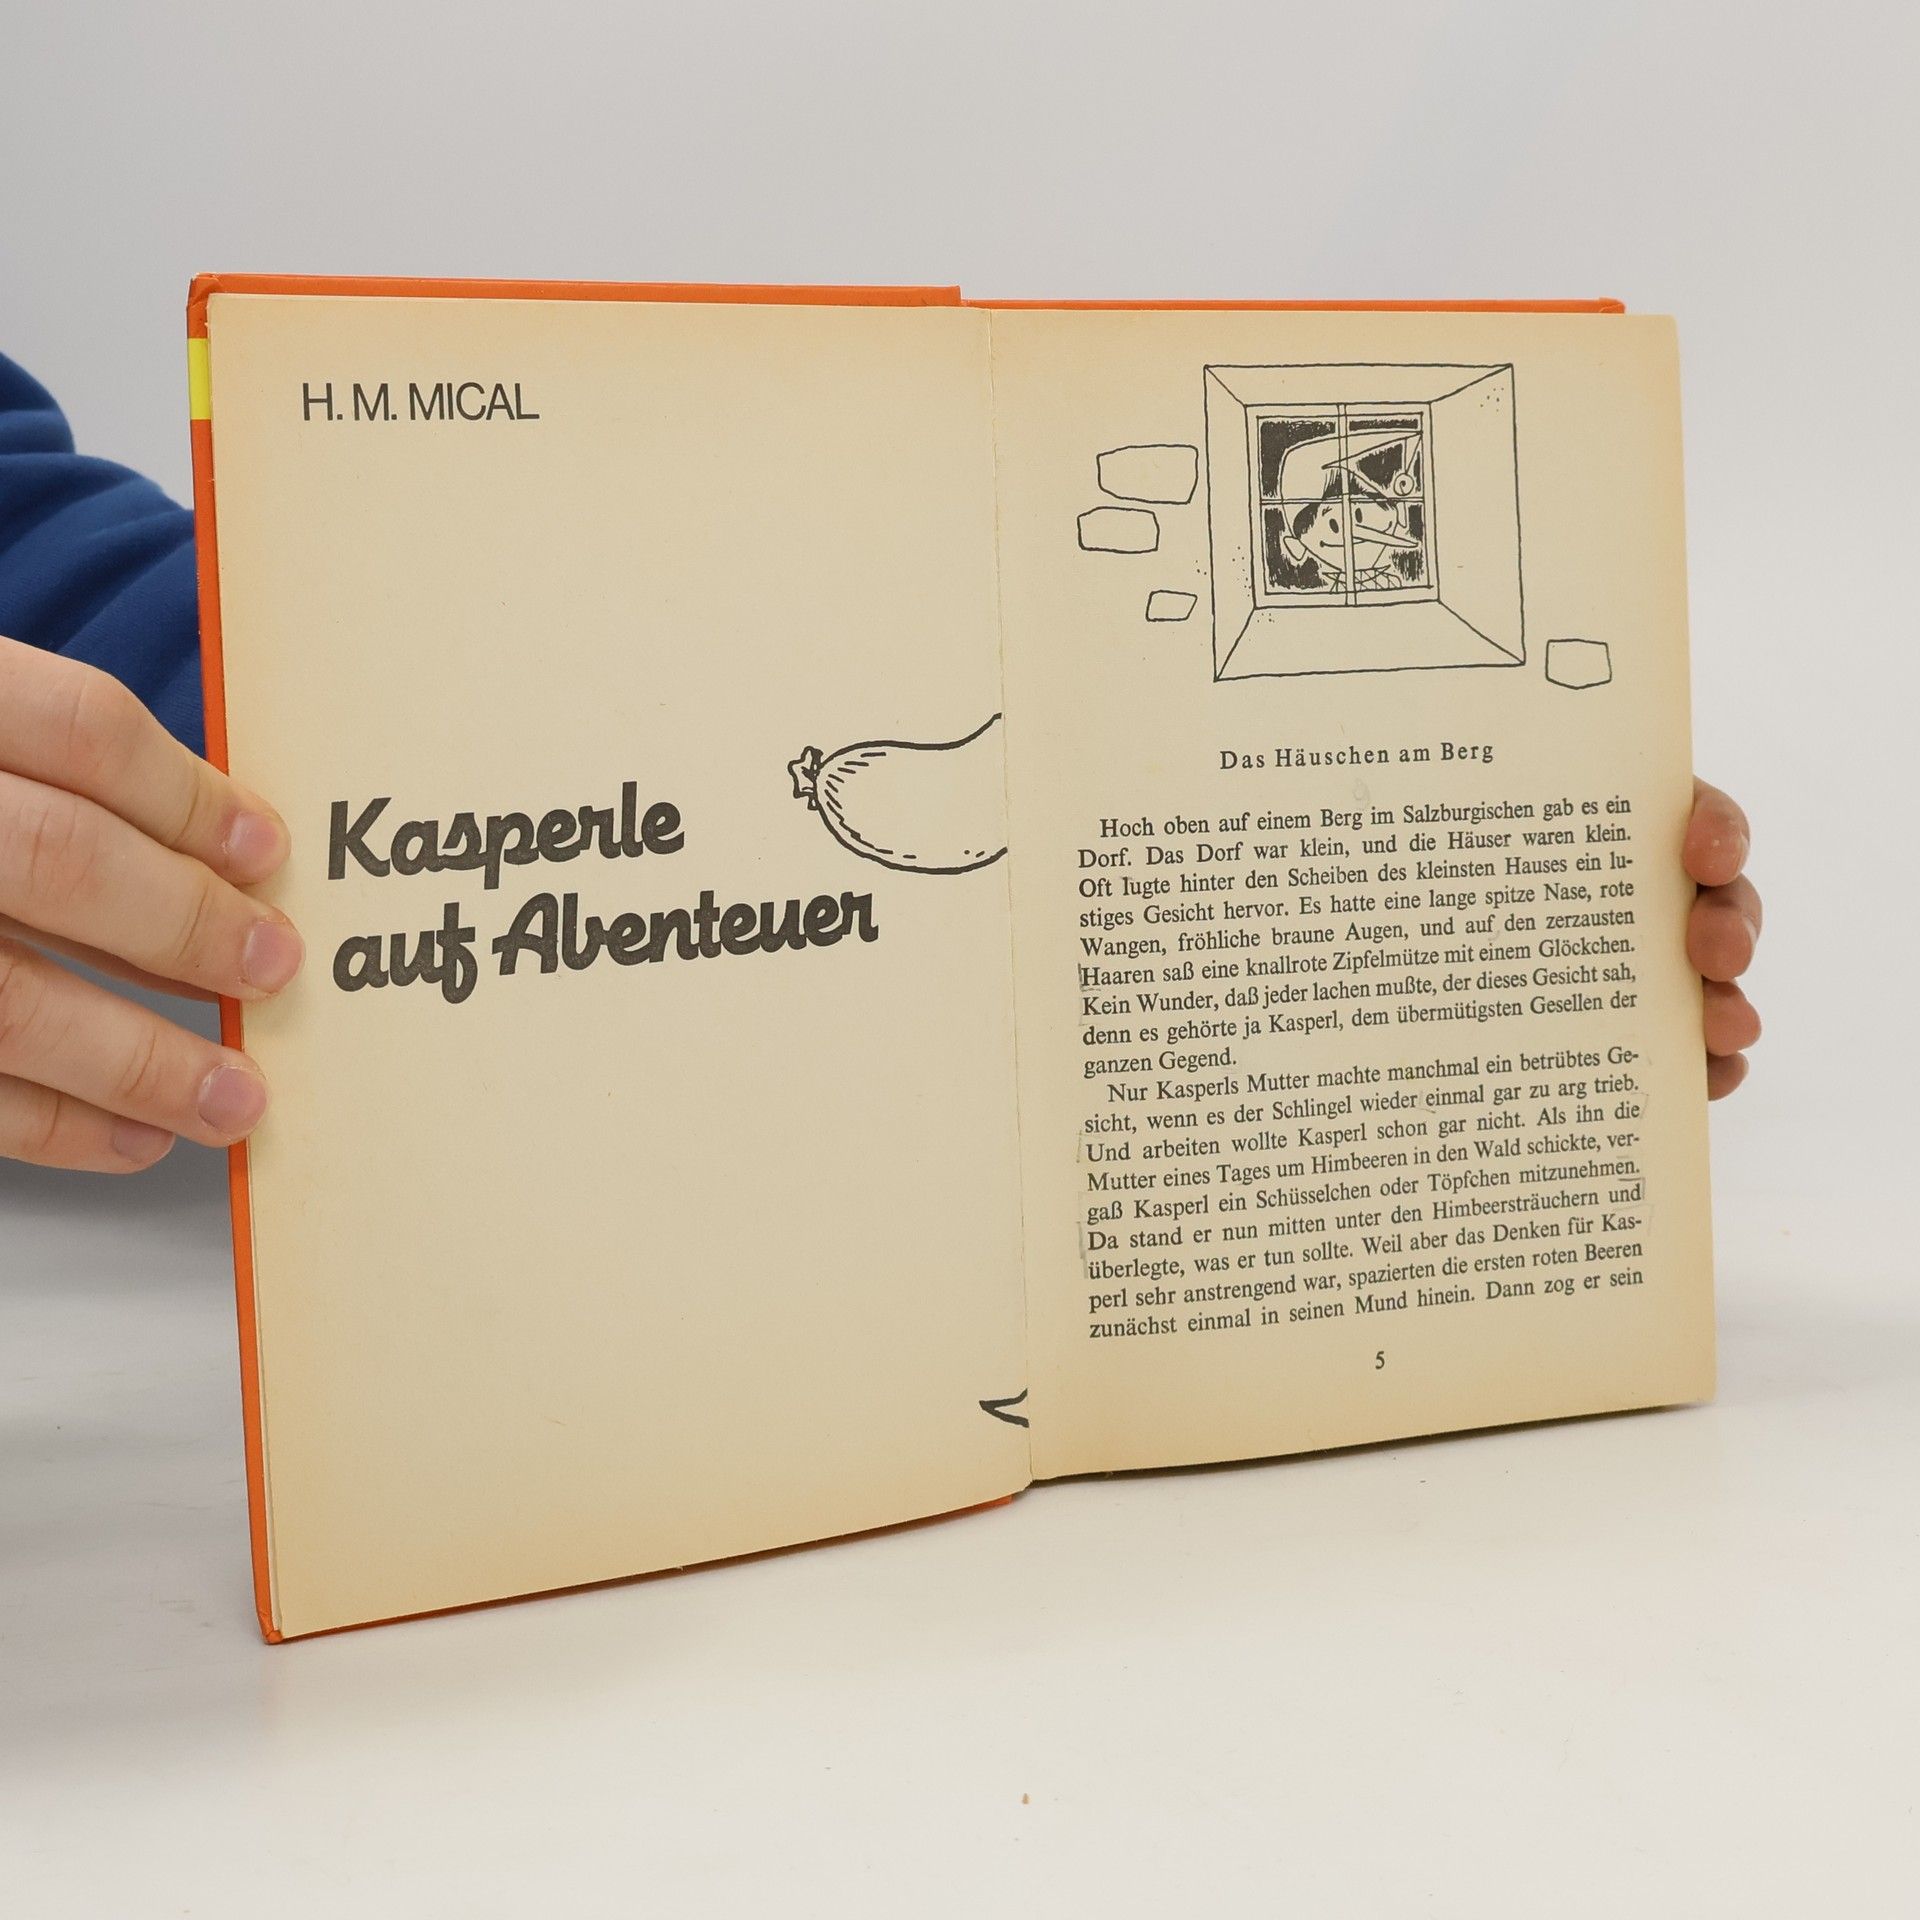 H. M. MICAL
Kasperle
auf Abenteuer
Das Häuschen am Berg
Hoch oben auf einem Berg im Salzburgischen gab es ein
Dorf. Das Dorf war klein, und die Häuser waren klein.
Oft lugte hinter den Scheiben des kleinsten Hauses ein lu-
stiges Gesicht hervor. Es hatte eine lange spitze Nase, rote
Wangen, fröhliche braune Augen, und auf den zerzausten
Haaren saß eine knallrote Zipfelmütze mit einem Glöckchen.
Kein Wunder, daß jeder lachen mußte, der dieses Gesicht sah,
denn es gehörte ja Kasperl, dem übermütigsten Gesellen der
ganzen Gegend.
Nur Kasperls Mutter machte manchmal ein betrübtes Ge-
sicht, wenn es der Schlingel wieder einmal gar zu arg trieb.
Und arbeiten wollte Kasperl schon gar nicht. Als ihn die
Mutter eines Tages um Himbeeren in den Wald schickte, ver-
gaß Kasperl ein Schüsselchen oder Töpfchen mitzunehmen.
Da stand er nun mitten unter den Himbeersträuchern und
überlegte, was er tun sollte. Weil aber das Denken für Kas-
perl sehr anstrengend war, spazierten die ersten roten Beeren
zunächst einmal in seinen Mund hinein. Dann zog er sein
5